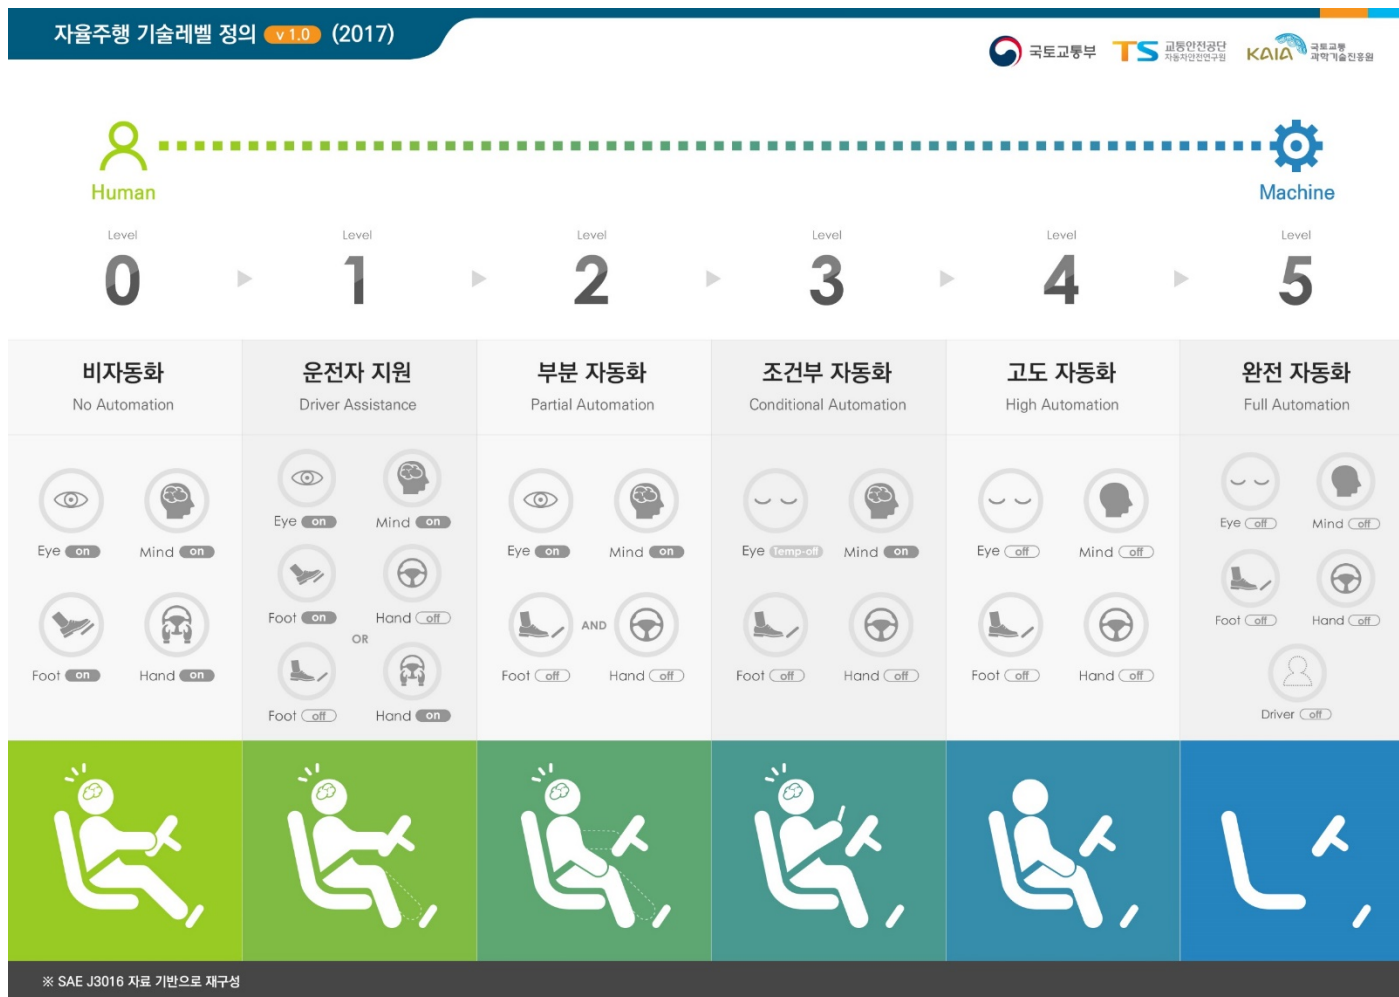 자율주행 기술레벨 정의 v 1.0 (2017)
국토교통부
TS 교통안전공단
자동차안전연구원
KAIA 국토교통
과학기술진흥원
Human
Machine
Level Level Level Level Level Level
0 1 2 3 4 5
비자동화 운전자 지원 부분 자동화 조건부 자동화 고도 자동화 완전 자동화
No Automation Driver Assistance Partial Automation Conditional Automation High Automation Full Automation
Eye on Mind on
Foot on Hand on
Eye on Mind on
Foot on Hand off
OR
Foot off Hand on
Eye on Mind on
AND
Foot off Hand off
Eye Temp-off Mind on
Foot off Hand off
Eye off Mind off
Foot off Hand off
Eye off Mind off
Foot off Hand off
Driver off
※ SAE J3016 자료 기반으로 재구성